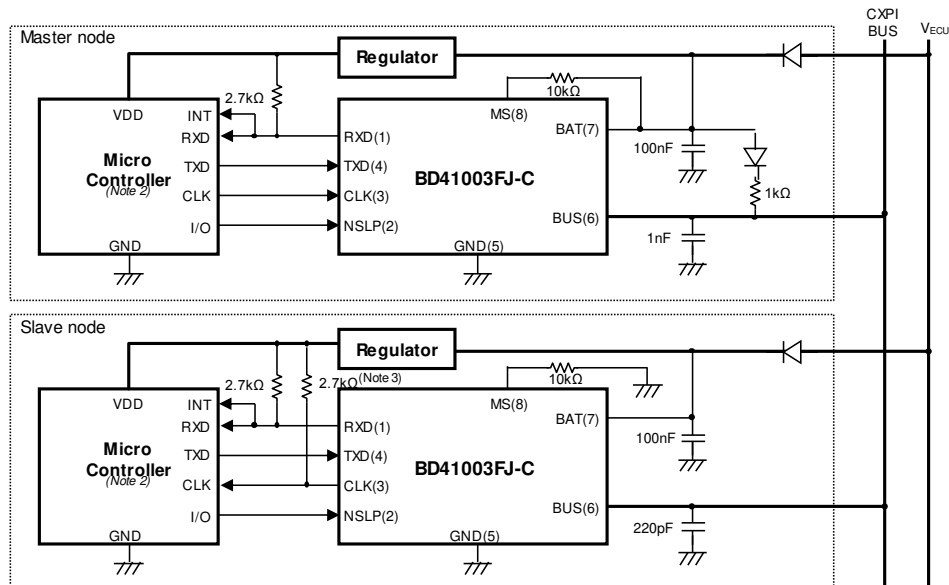 CXPI
BUS
VECU
Master node
Regulator
VDD
INT
2.7kΩ
RXD
TXD
CLK
I/O
GND
Micro
Controller
(Note 2)
MS(8)
10kΩ
RXD(1)
BAT(7)
TXD(4)
BD41003FJ-C
CLK(3)
NSLP(2)
BUS(6)
GND(5)
100nF
1kΩ
1nF
Slave node
Regulator
VDD
INT
2.7kΩ
2.7kΩ(Note 3)
RXD
TXD
CLK
I/O
GND
Micro
Controller
(Note 2)
MS(8)
10kΩ
RXD(1)
BAT(7)
TXD(4)
BD41003FJ-C
CLK(3)
NSLP(2)
BUS(6)
GND(5)
100nF
220pF